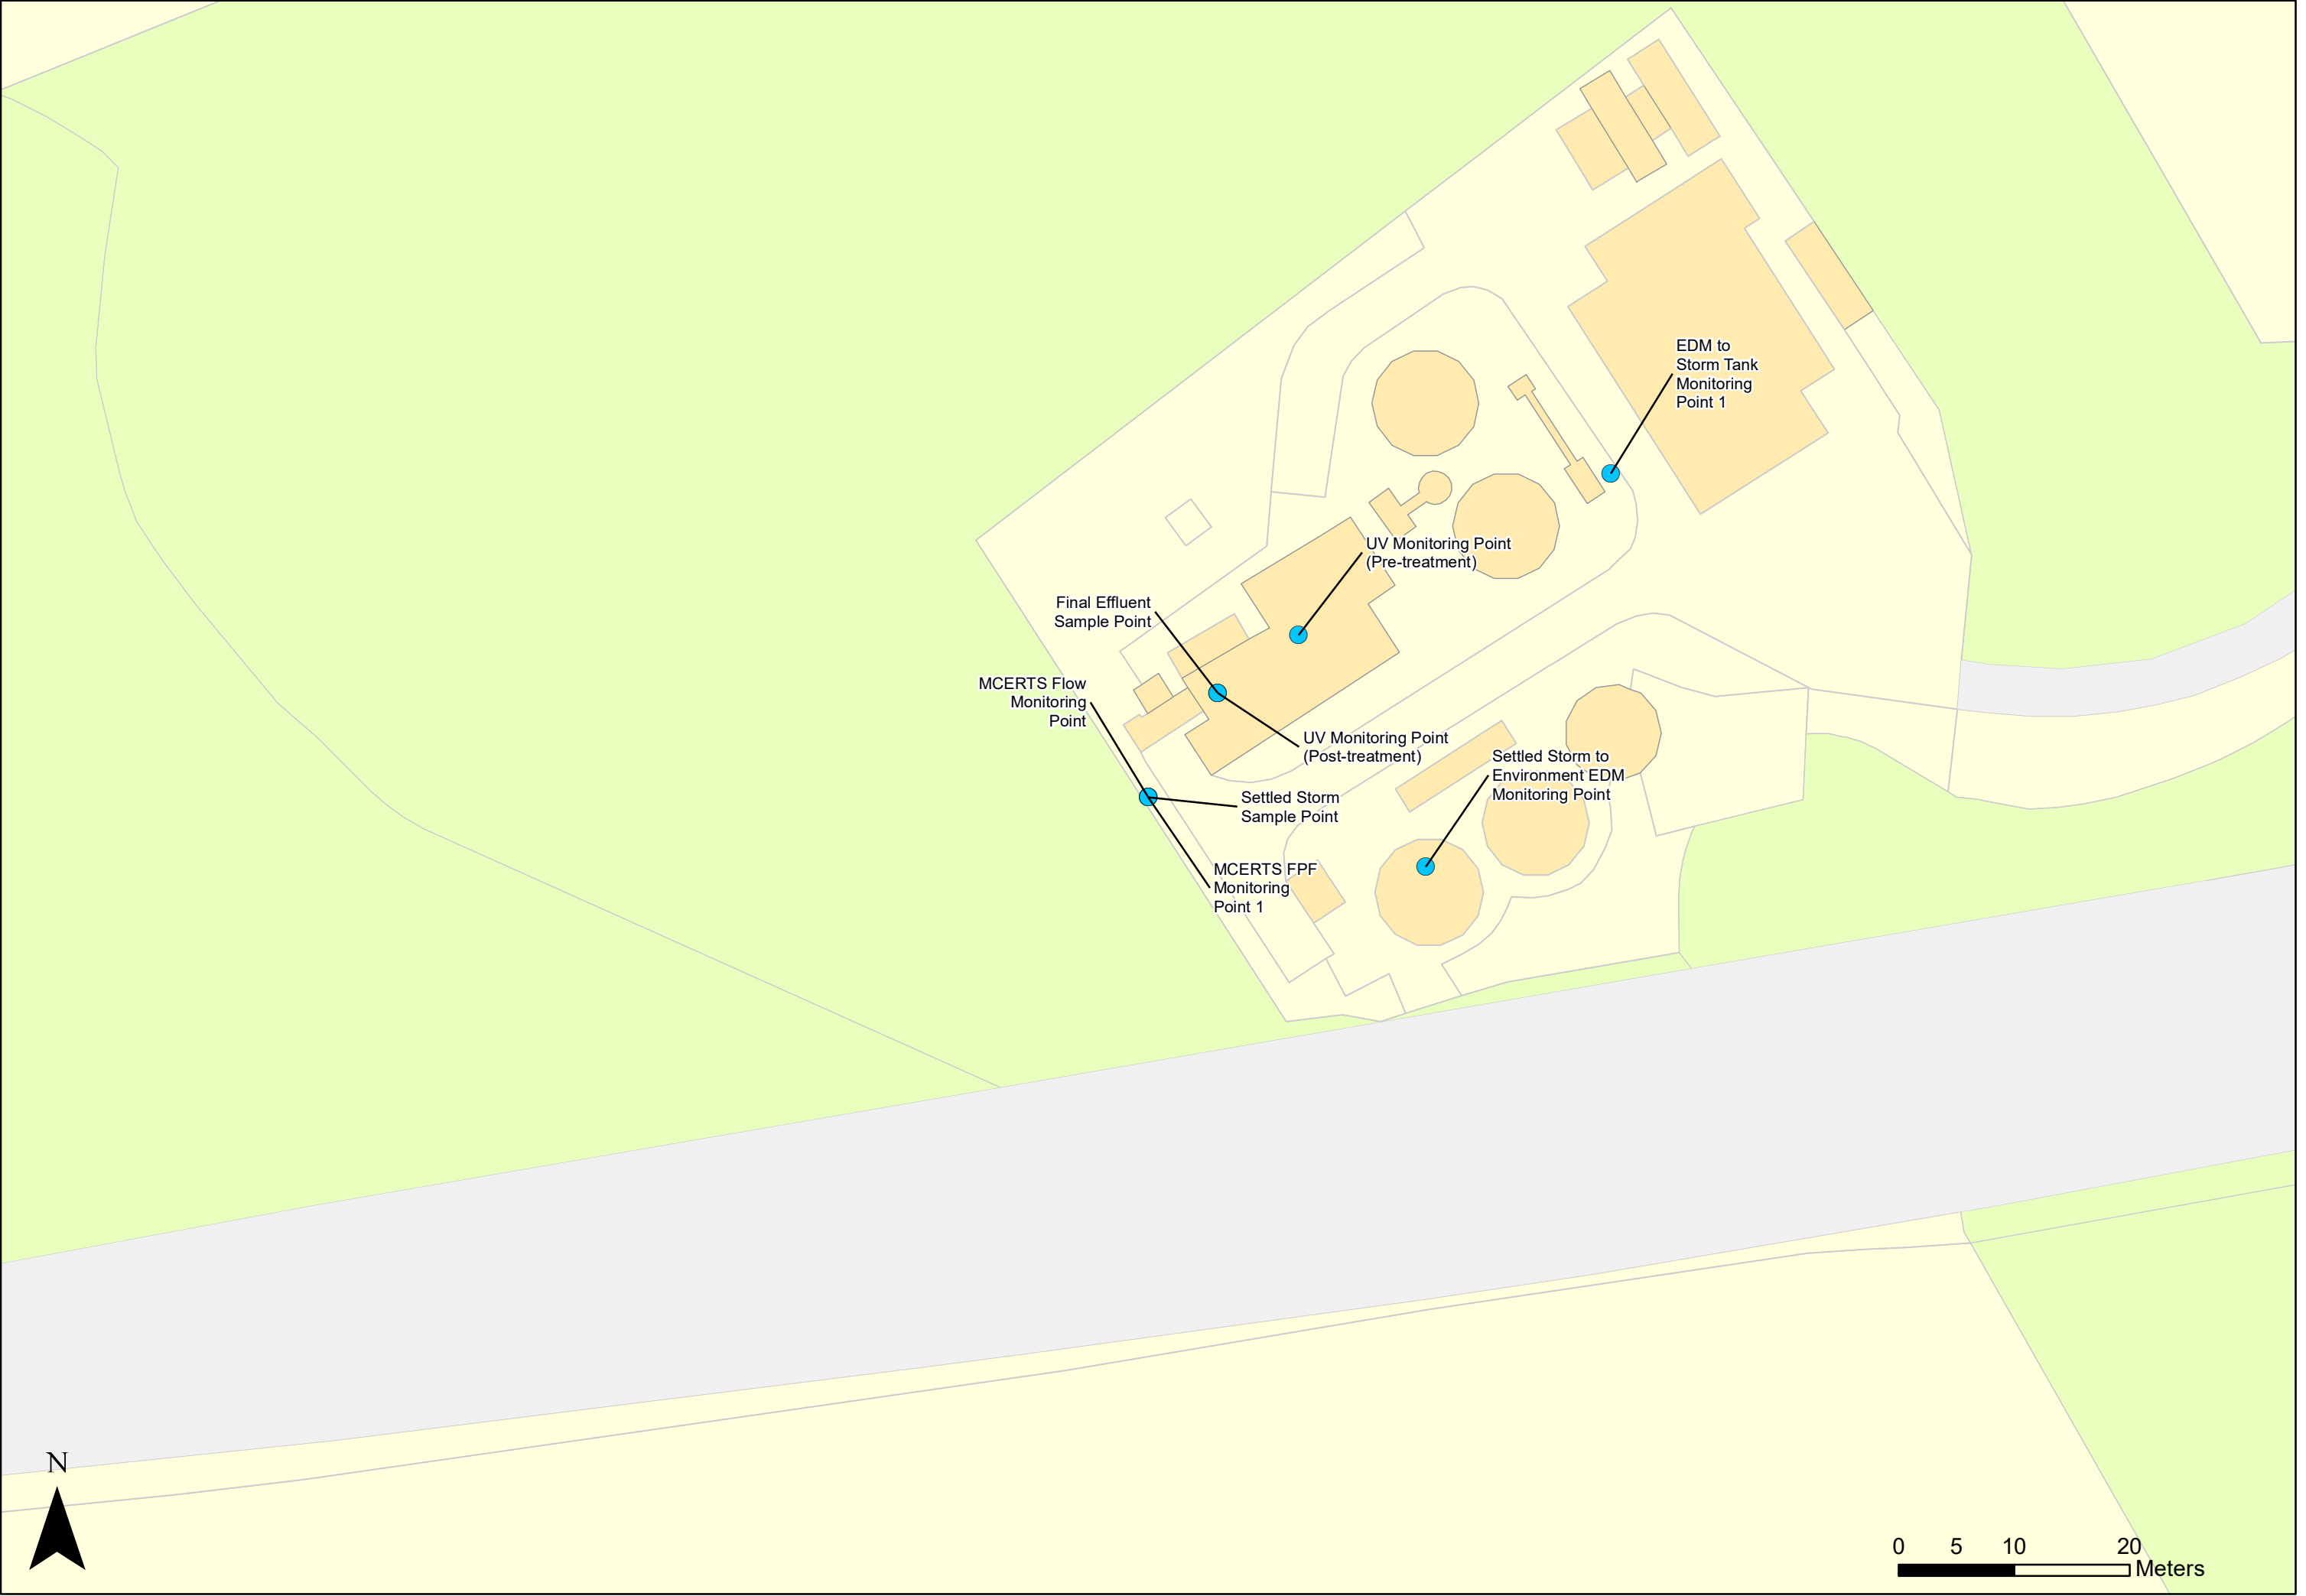 EDM to
Storm Tank
Monitoring
Point 1
UV Monitoring Point
(Pre-treatment)
Final Effluent
Sample Point
MCERTS Flow
Monitoring
Point
UV Monitoring Point
(Post-treatment)
Settled Storm to
Environment EDM
Monitoring Point
Settled Storm
Sample Point
MCERTS FPF
Monitoring
Point 1
N
0 5 10 20
Meters